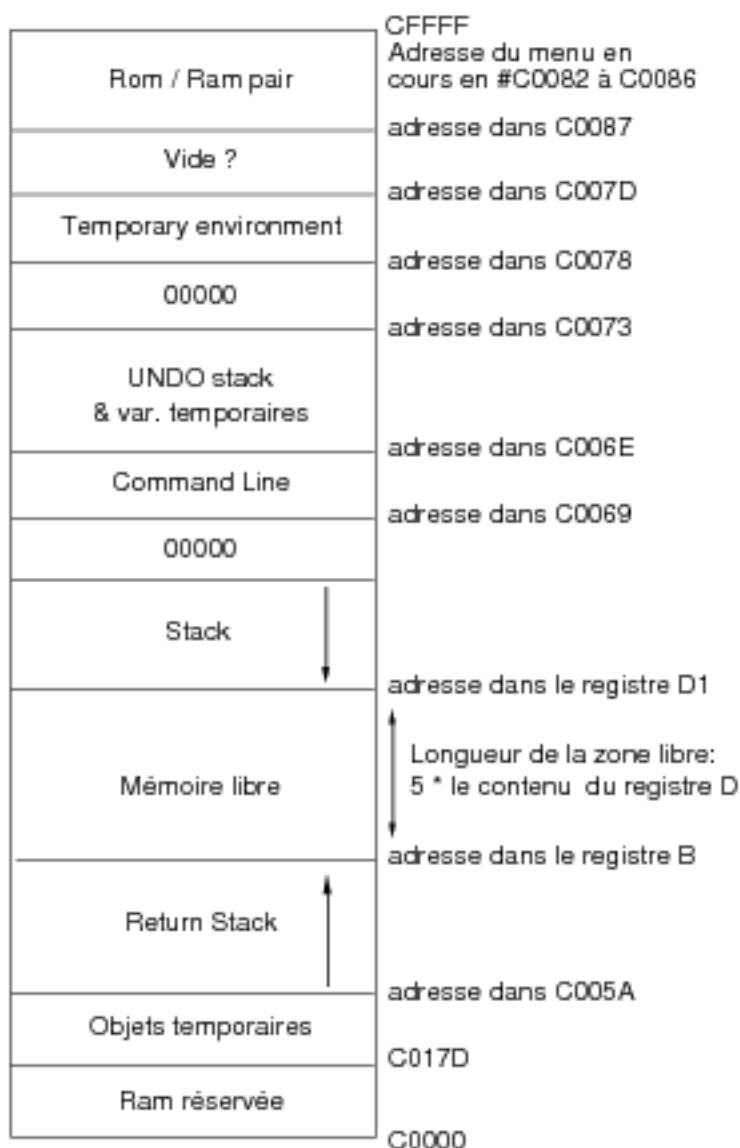 CFFFF
Adresse du menu en
Rom / Ram pair
cours en #C0082 à C0086
adresse dans C0087
Vide ?
adresse dans C007D
Temporary environment
adresse dans C0078
00000
adresse dans C0073
UNDO stack
& var. temporaires
adresse dans C006E
Command Line
adresse dans C0069
00000
Stack
adresse dans le registre D1
Longueur de la zone libre:
Mémoire libre
5 * le contenu du registre D
adresse dans le registre B
Return Stack
adresse dans C005A
Objets temporaires
C017D
Ram réservée
C0000